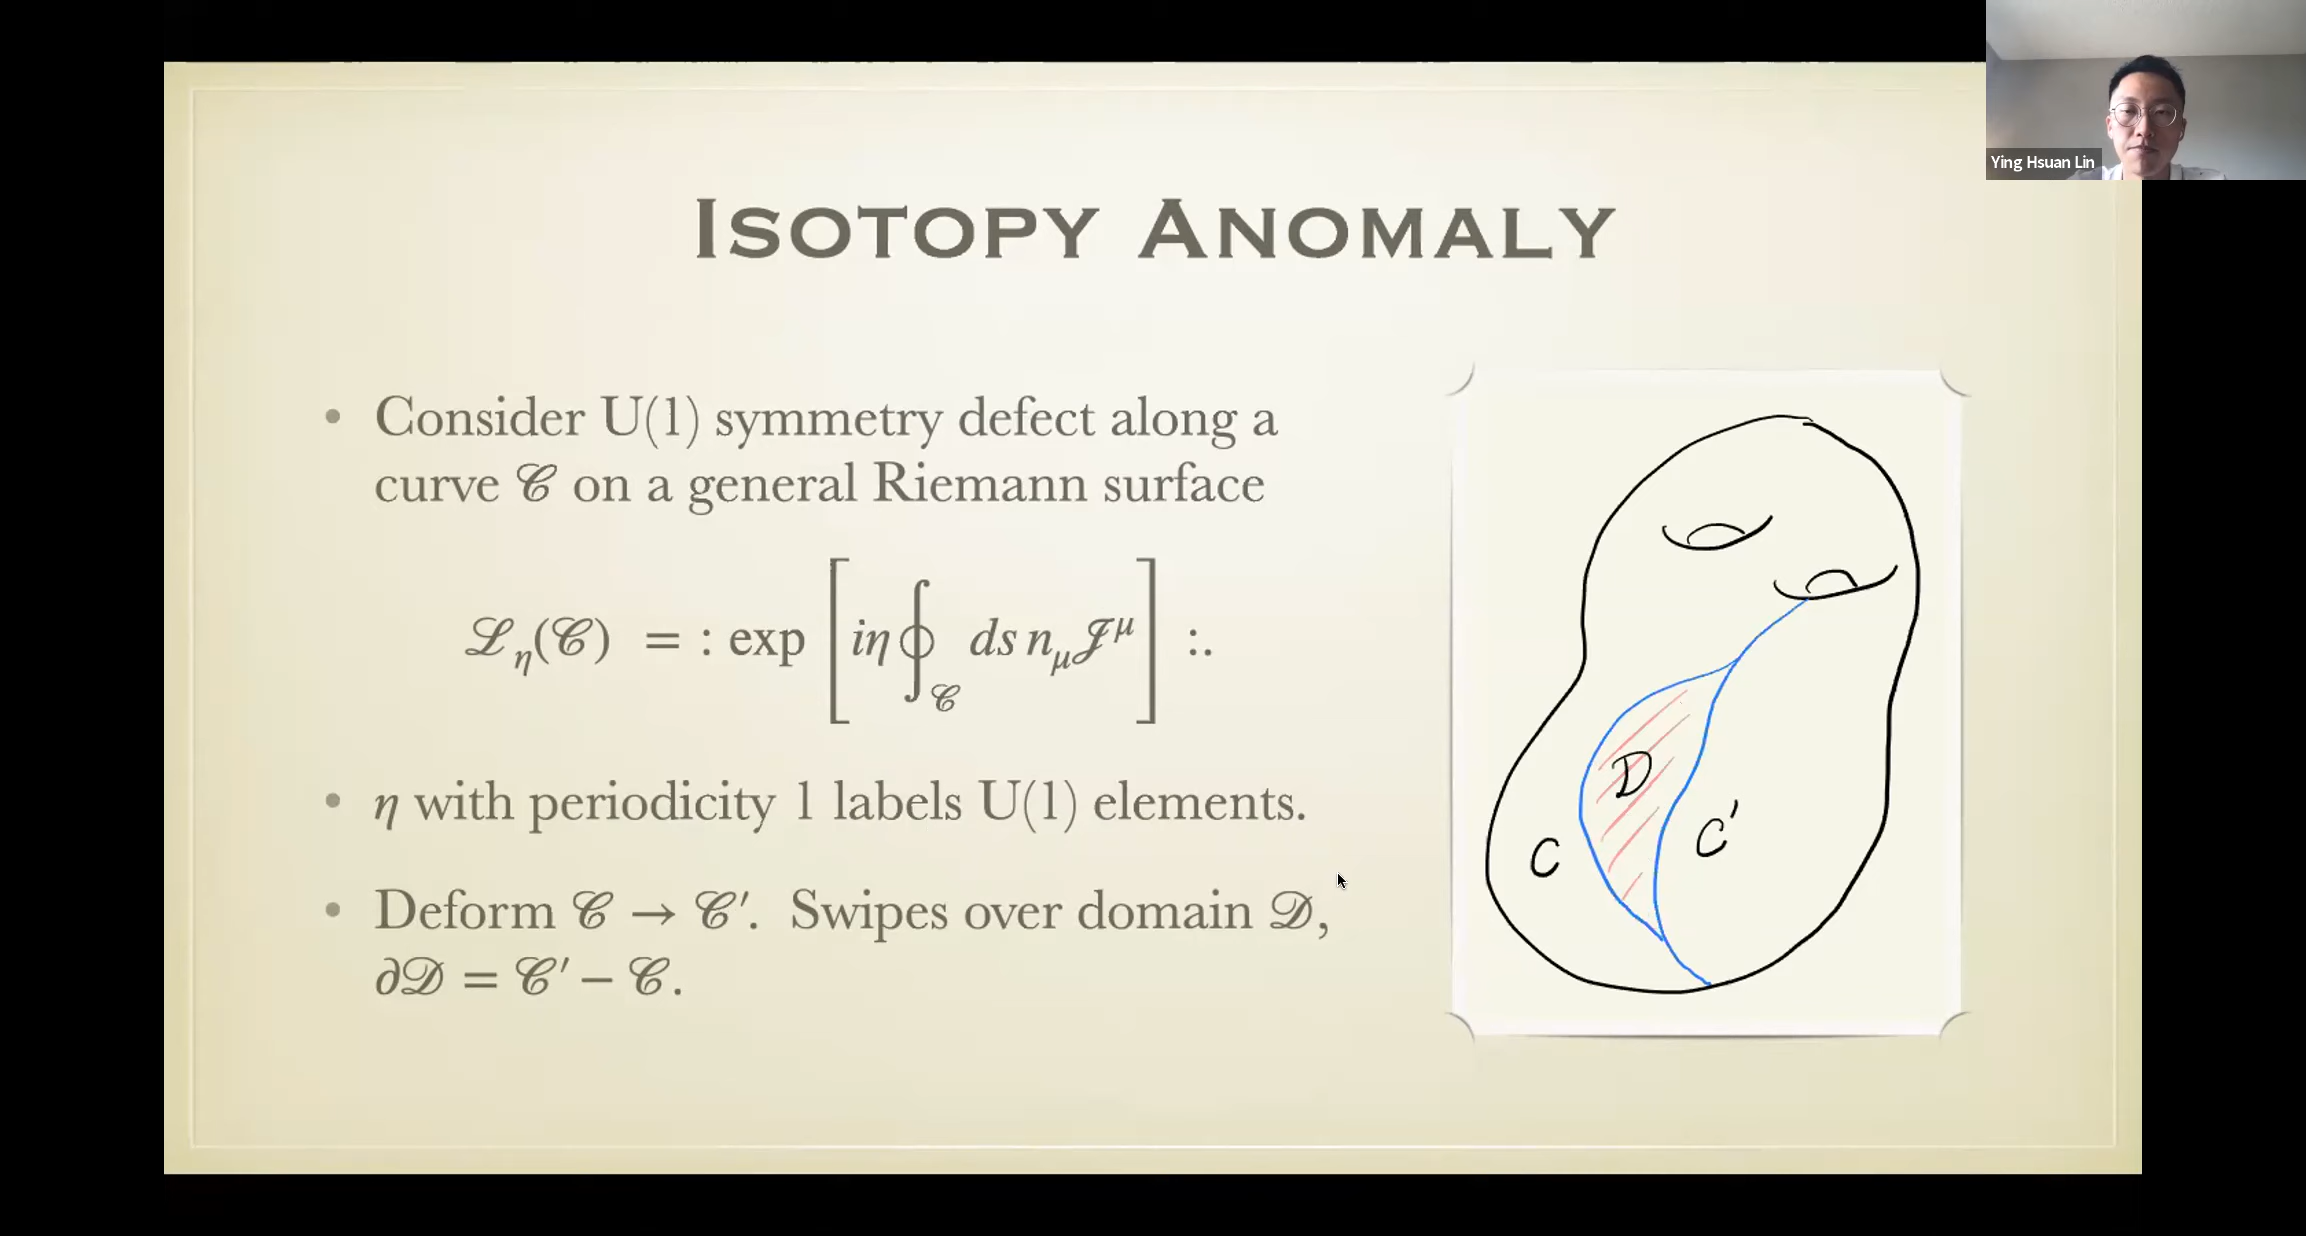 Ying Hsuan Lin
ISOTOPY ANOMALY
• Consider U(1) symmetry defect along a
curve 𝒞 on a general Riemann surface
ℒ_η(𝒞) = : exp [ iη ∮_𝒞 ds n_μ 𝒥^μ ] :.
• η with periodicity 1 labels U(1) elements.
• Deform 𝒞 → 𝒞′. Swipes over domain 𝒟,
∂𝒟 = 𝒞′ − 𝒞.
D
C
C′